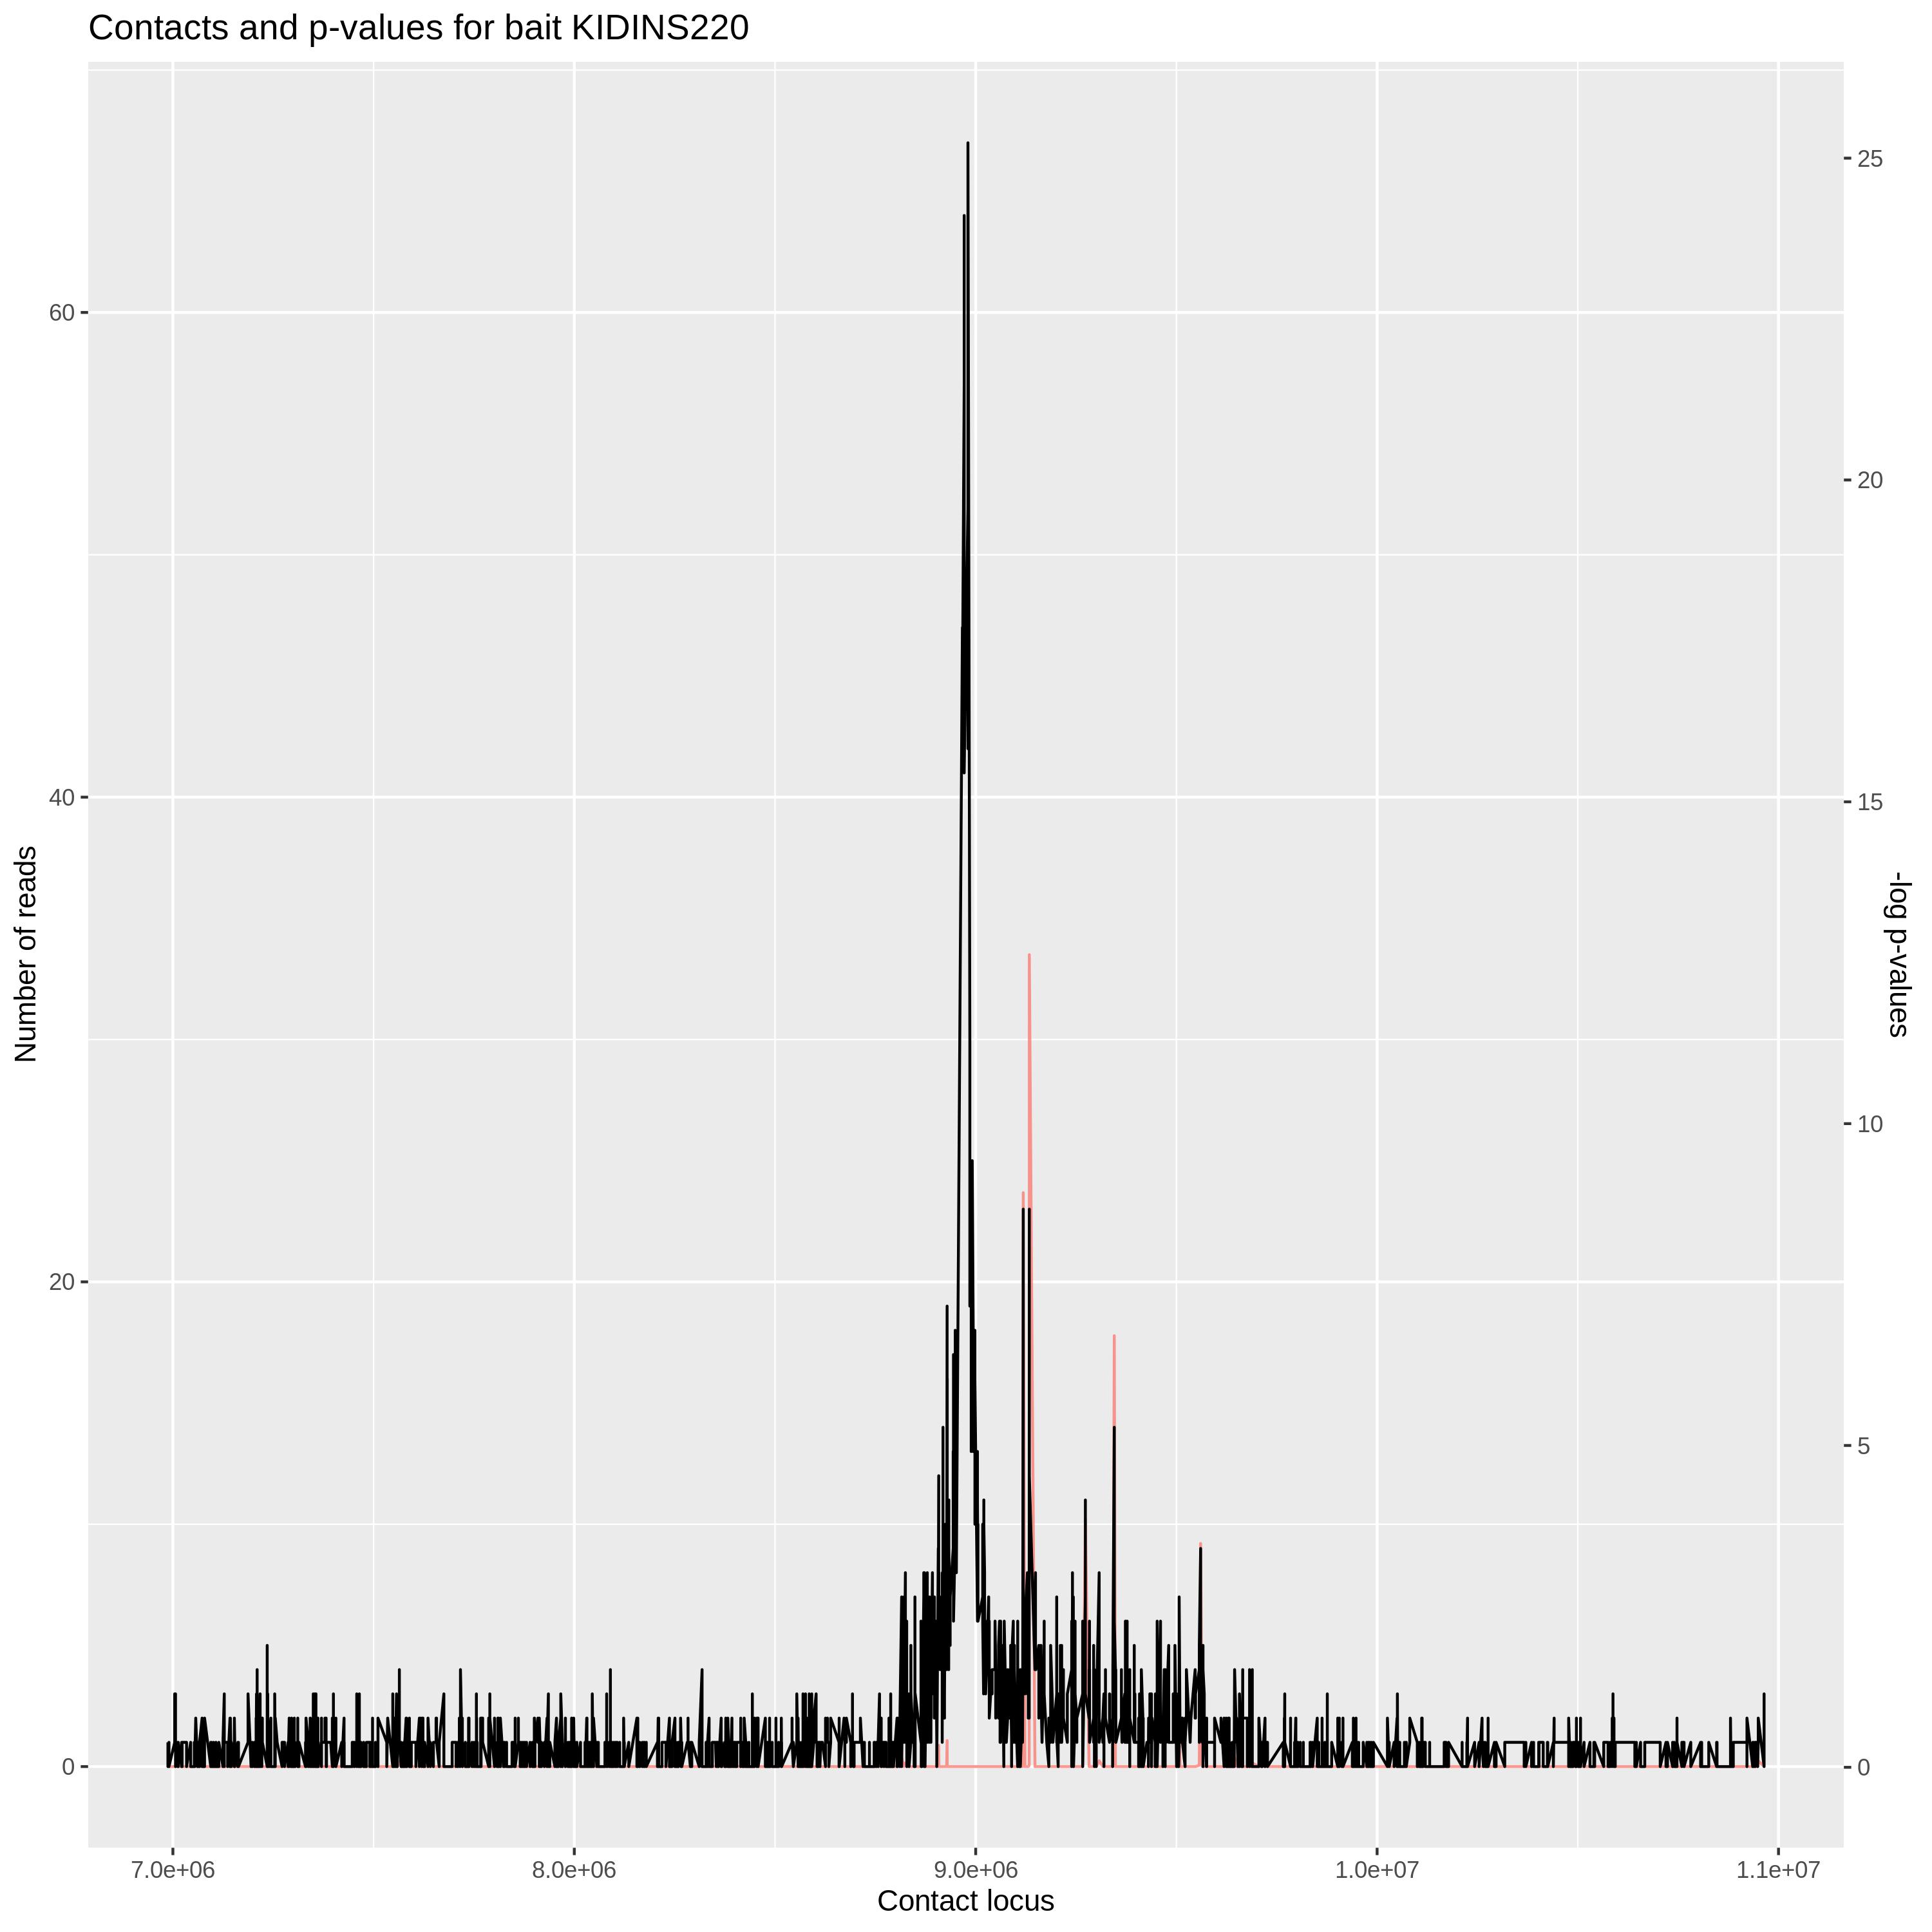 Contacts and p-values for bait KIDINS220
Number of reads
60
40
20
0
25
20
15
10
5
0
-log p-values
7.0e+06
8.0e+06
9.0e+06
1.0e+07
1.1e+07
Contact locus